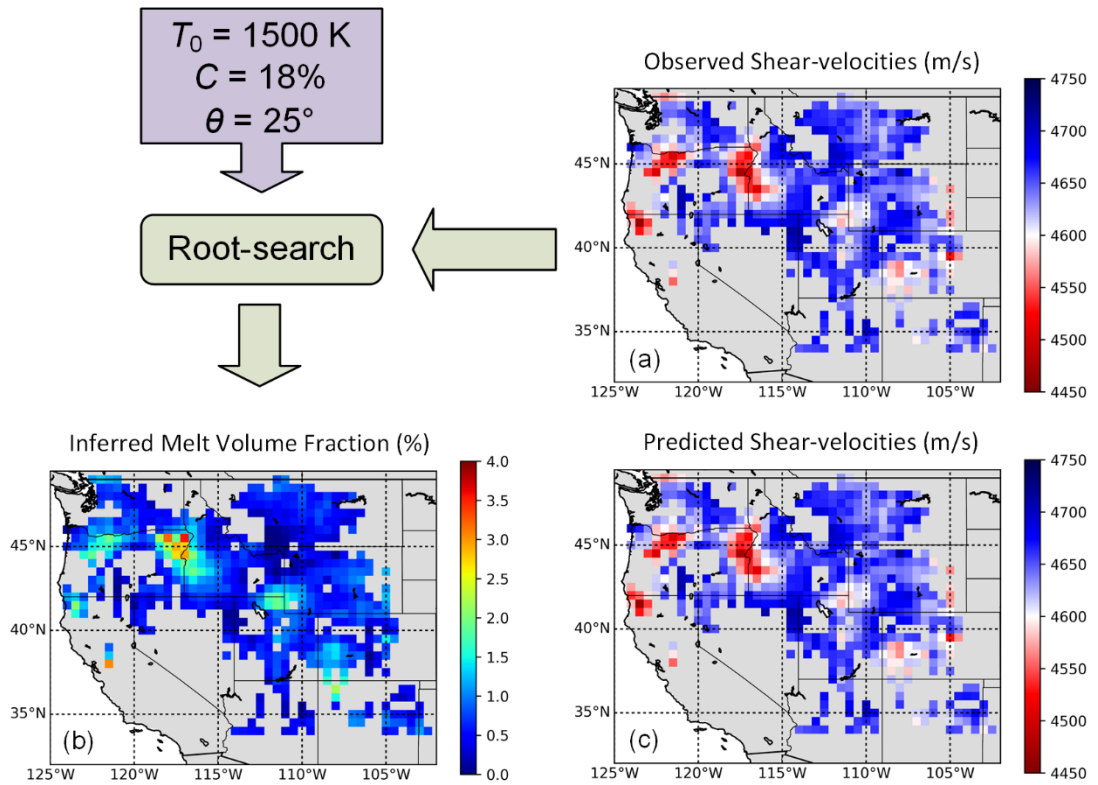 T₀ = 1500 K
C = 18%
θ = 25°
Root-search
Observed Shear-velocities (m/s)
45°N
40°N
35°N
(a)
125°W
120°W
115°W
110°W
105°W
4750
4700
4650
4600
4550
4500
4450
Inferred Melt Volume Fraction (%)
45°N
40°N
35°N
(b)
125°W
120°W
115°W
110°W
105°W
4.0
3.5
3.0
2.5
2.0
1.5
1.0
0.5
0.0
Predicted Shear-velocities (m/s)
45°N
40°N
35°N
(c)
125°W
120°W
115°W
110°W
105°W
4750
4700
4650
4600
4550
4500
4450